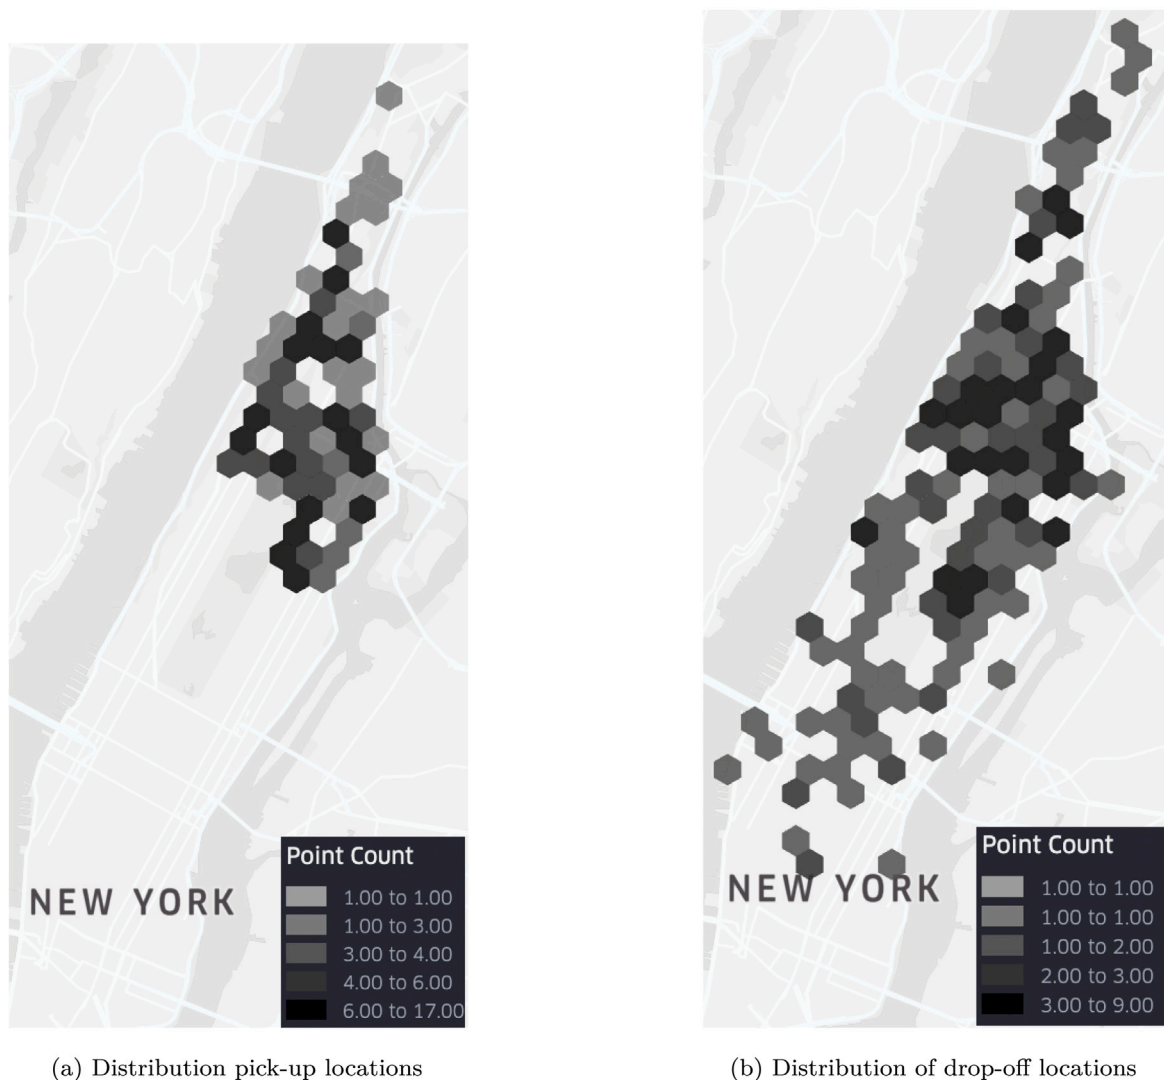 NEW YORK
Point Count
1.00 to 1.00
1.00 to 3.00
3.00 to 4.00
4.00 to 6.00
6.00 to 17.00
(a) Distribution pick-up locations
NEW YORK
Point Count
1.00 to 1.00
1.00 to 1.00
1.00 to 2.00
2.00 to 3.00
3.00 to 9.00
(b) Distribution of drop-off locations